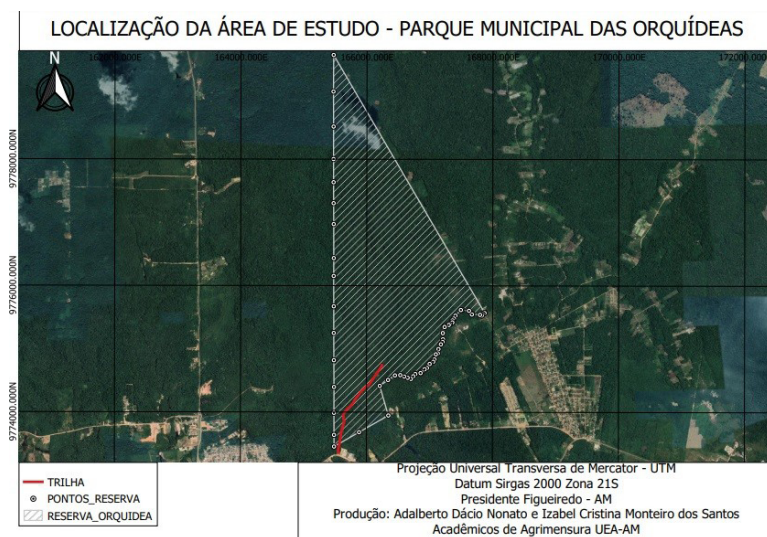 LOCALIZAÇÃO DA ÁREA DE ESTUDO - PARQUE MUNICIPAL DAS ORQUÍDEAS
162000.000E 164000.000E 166000.000E 168000.000E 170000.000E 172000.000E
9778000.000N
9776000.000N
9774000.000N
TRILHA
PONTOS_RESERVA
RESERVA_ORQUIDEA
Projeção Universal Transversa de Mercator - UTM
Datum Sirgas 2000 Zona 21S
Presidente Figueiredo - AM
Produção: Adalberto Dácio Nonato e Izabel Cristina Monteiro dos Santos
Acadêmicos de Agrimensura UEA-AM